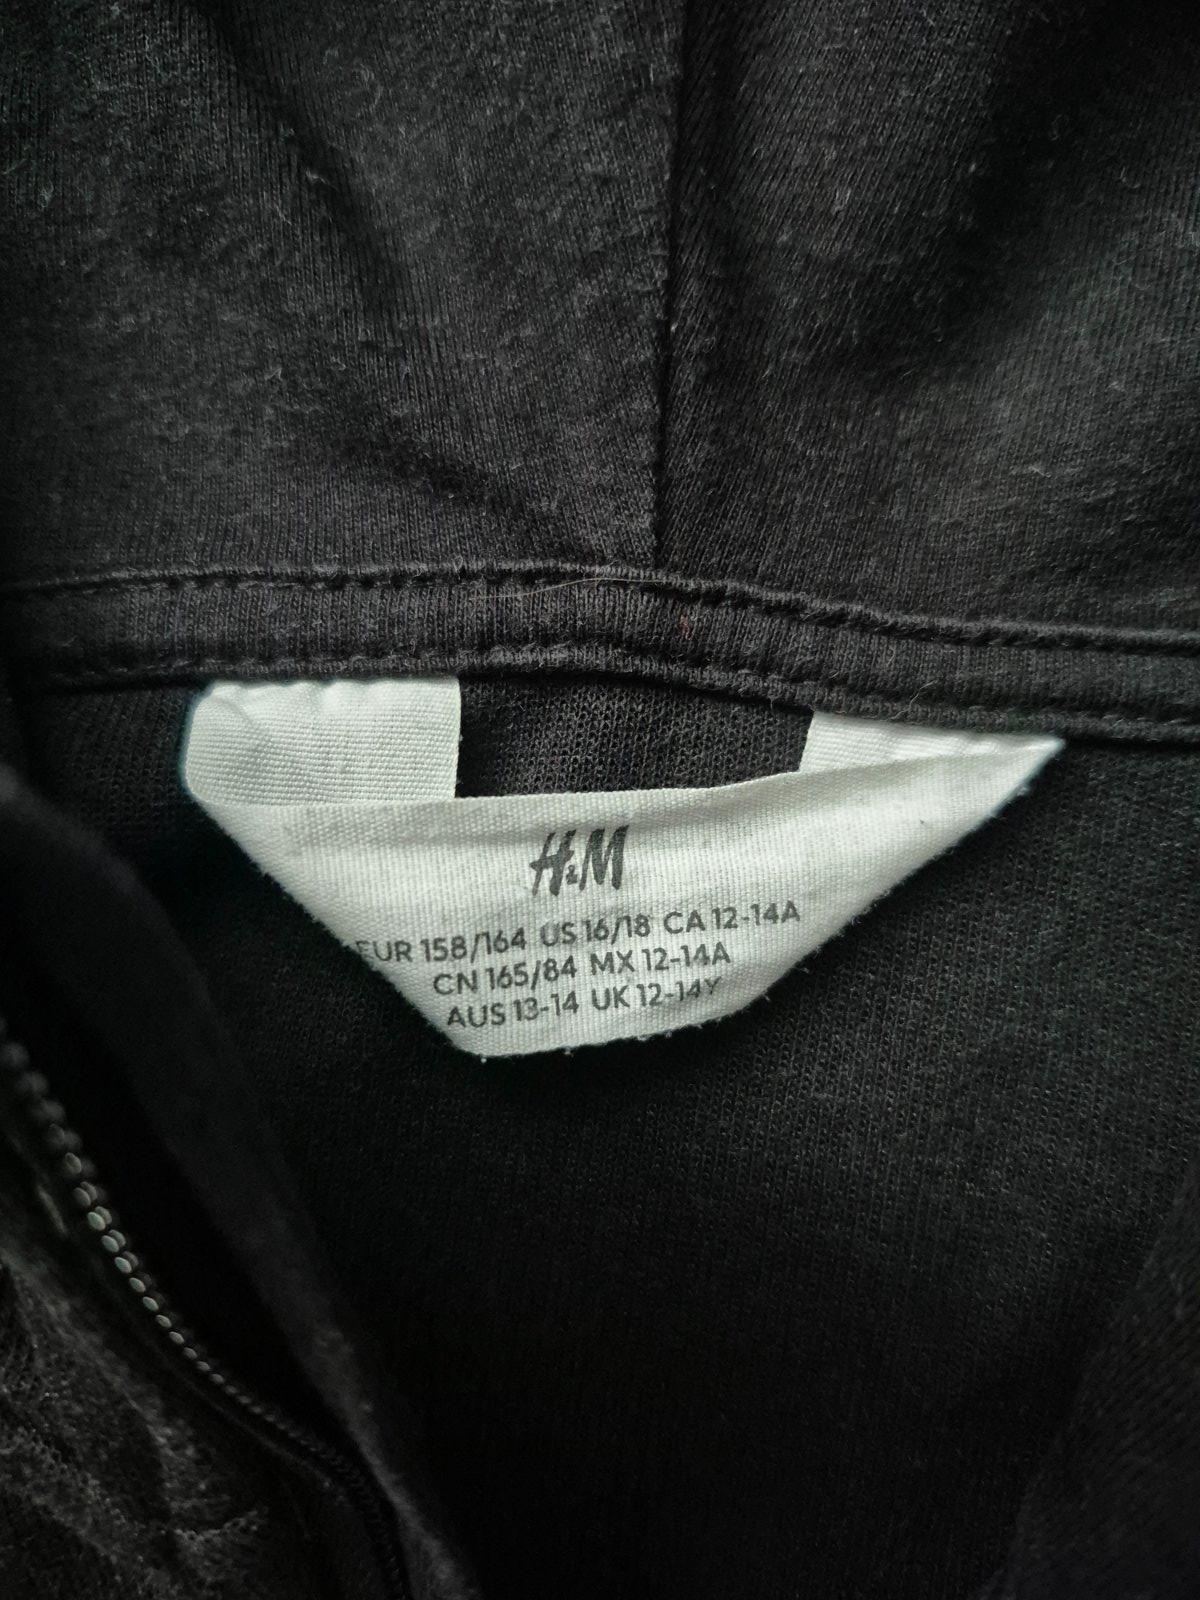 H&M
EUR 158/164 US 16/18 CA 12-14A
CN 165/84 MX 12-14A
AUS 13-14 UK 12-14Y